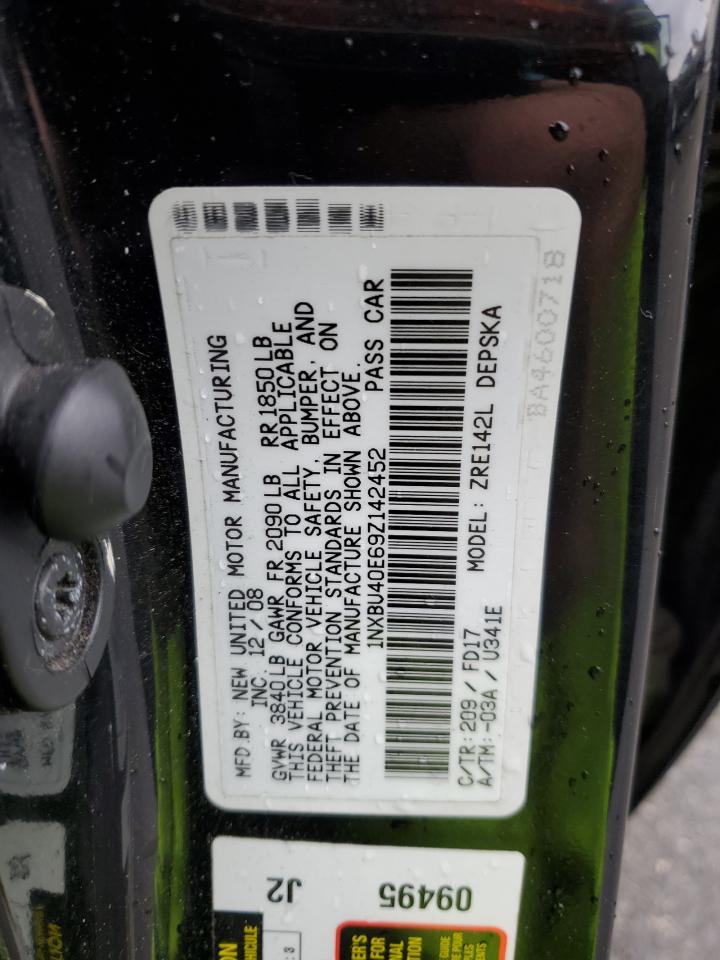 MFD.BY: NEW UNITED MOTOR MANUFACTURING
INC. 12/08
GVWR 3840LB GAWR FR 2090LB RR1850LB
THIS VEHICLE CONFORMS TO ALL APPLICABLE
FEDERAL MOTOR VEHICLE SAFETY, BUMPER, AND
THEFT PREVENTION STANDARDS IN EFFECT ON
THE DATE OF MANUFACTURE SHOWN ABOVE.
1NXBU40E69Z142452 PASS CAR
C/TR: 209 / FD17 MODEL: ZRE142L DEPSKA
A/TM: -03A / U341E
BA4600718
J2 09495